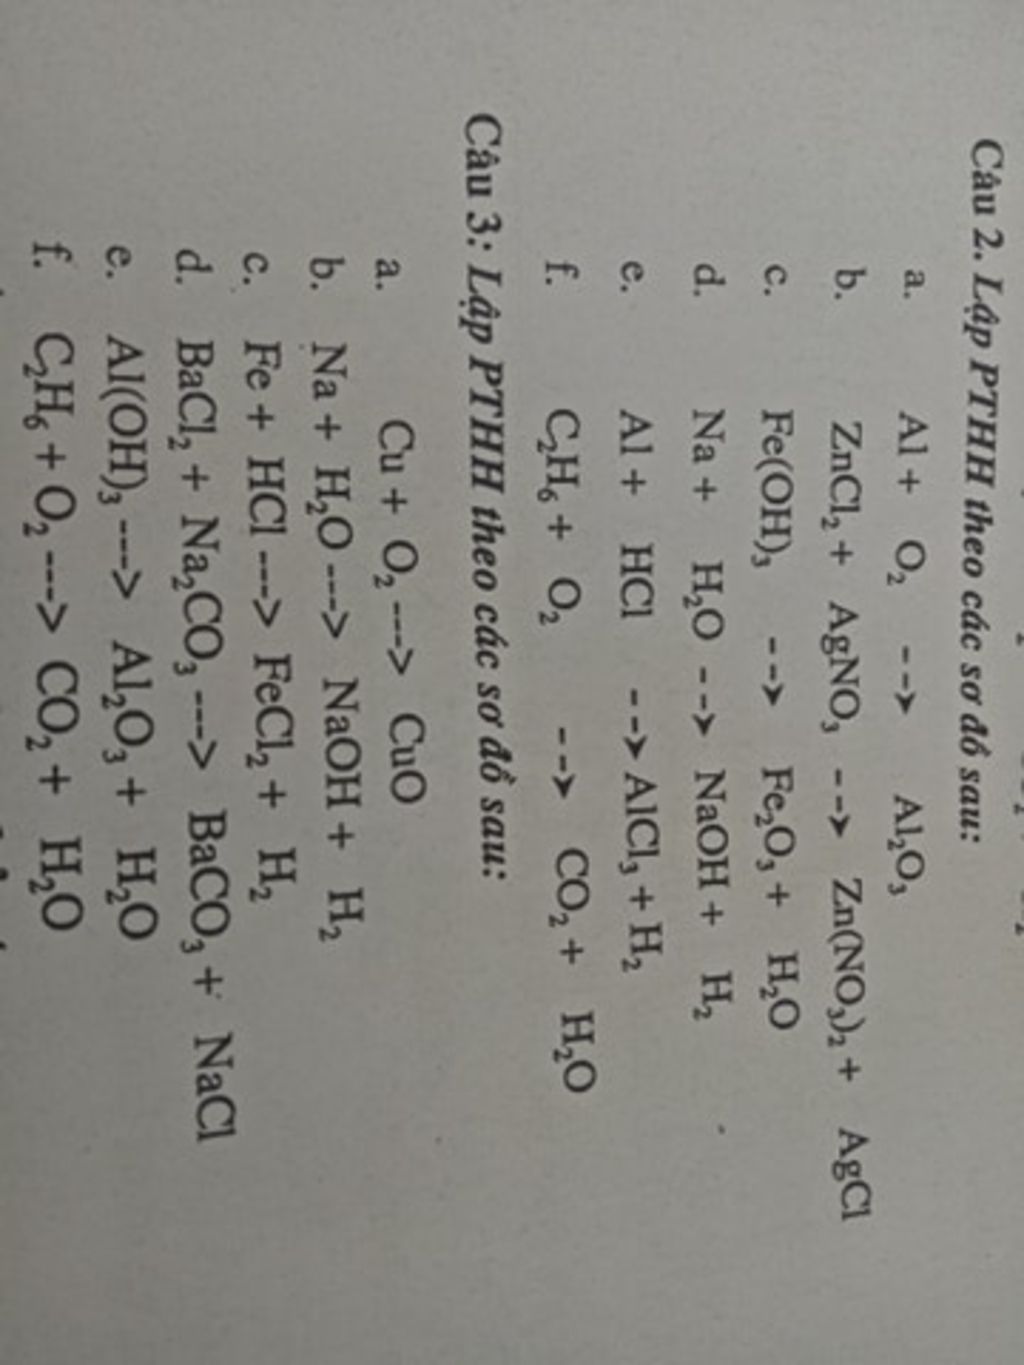 Câu 2. Lập PTHH theo các sơ đồ sau:
a. Al + O₂ --> Al₂O₃
b. ZnCl₂ + AgNO₃ --> Zn(NO₃)₂ + AgCl
c. Fe(OH)₃ --> Fe₂O₃ + H₂O
d. Na + H₂O --> NaOH + H₂
e. Al + HCl --> AlCl₃ + H₂
f. C₂H₆ + O₂ --> CO₂ + H₂O
Câu 3: Lập PTHH theo các sơ đồ sau:
a. Cu + O₂ ---> CuO
b. Na + H₂O ---> NaOH + H₂
c. Fe + HCl ---> FeCl₂ + H₂
d. BaCl₂ + Na₂CO₃ ---> BaCO₃ + NaCl
e. Al(OH)₃ ---> Al₂O₃ + H₂O
f. C₂H₆ + O₂ ---> CO₂ + H₂O